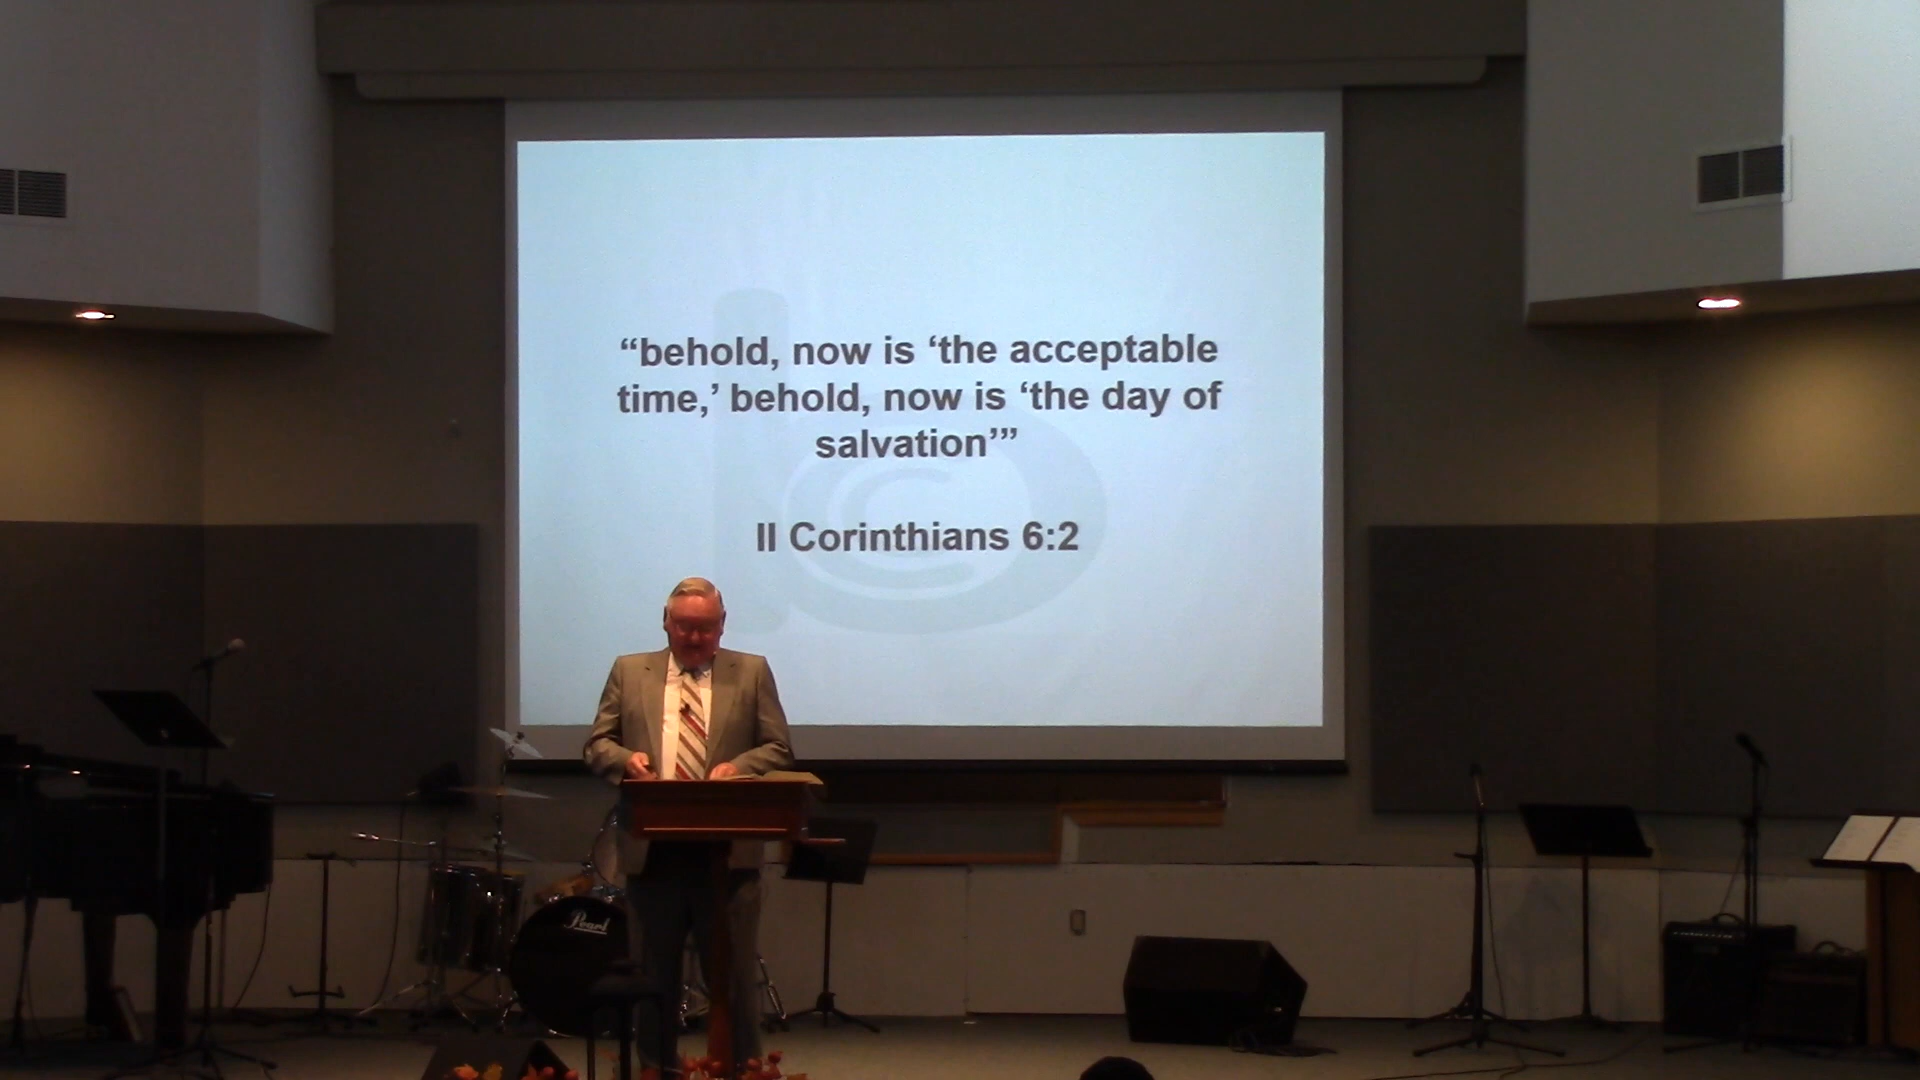 “behold, now is ‘the acceptable
time,’ behold, now is ‘the day of
salvation’”
II Corinthians 6:2
Pearl